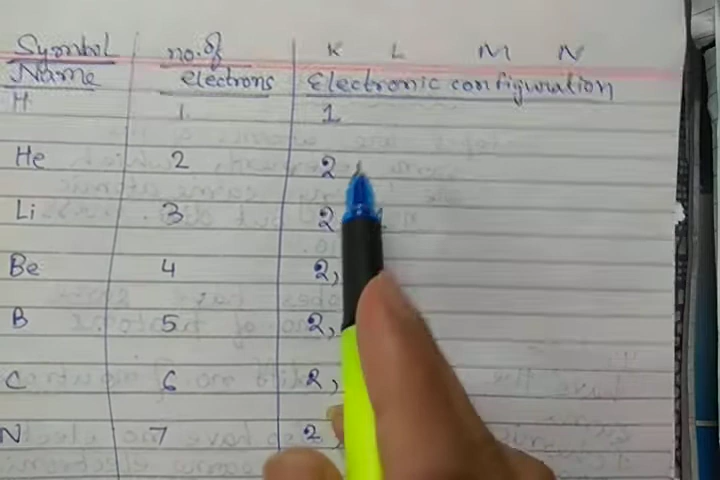 Symbol no. of K L M N
Name electrons Electronic configuration
H 1 1
He 2 2
Li 3 2
Be 4 2,
B 5 2,
C 6 2,
N 7 2,